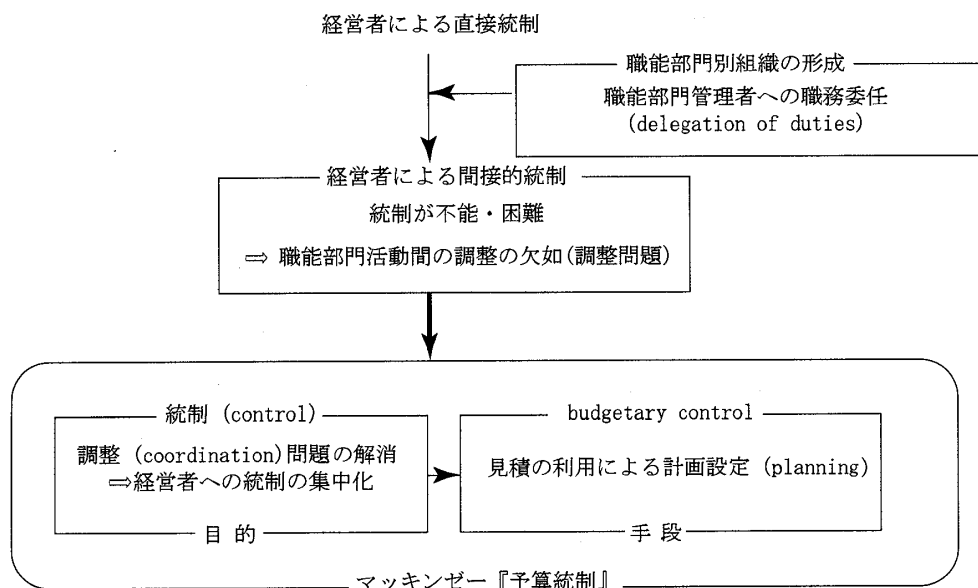 経営者による直接統制
職能部門別組織の形成
職能部門管理者への職務委任
(delegation of duties)
経営者による間接的統制
統制が不能・困難
⇒ 職能部門活動間の調整の欠如(調整問題)
統制 (control)
調整 (coordination)問題の解消
⇒経営者への統制の集中化
目 的
budgetary control
見積の利用による計画設定 (planning)
手 段
マッキンゼー『予算統制』